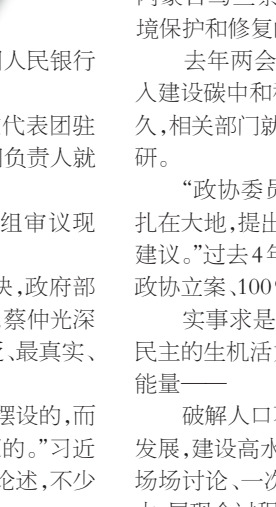 人民银行
代表团驻
负责人就
组审议现
快,政府部
蔡仲光深
、最真实、
摆设的,而
的。”习近
论述,不少
境保护和修复
去年两会
入建设碳中和
久,相关部门就
研。
“政协委员
扎在大地,提出
建议。”过去4年
政协立案、100
实事求是
民主的生机活
能量——
破解人口
发展,建设高水
场场讨论、一次